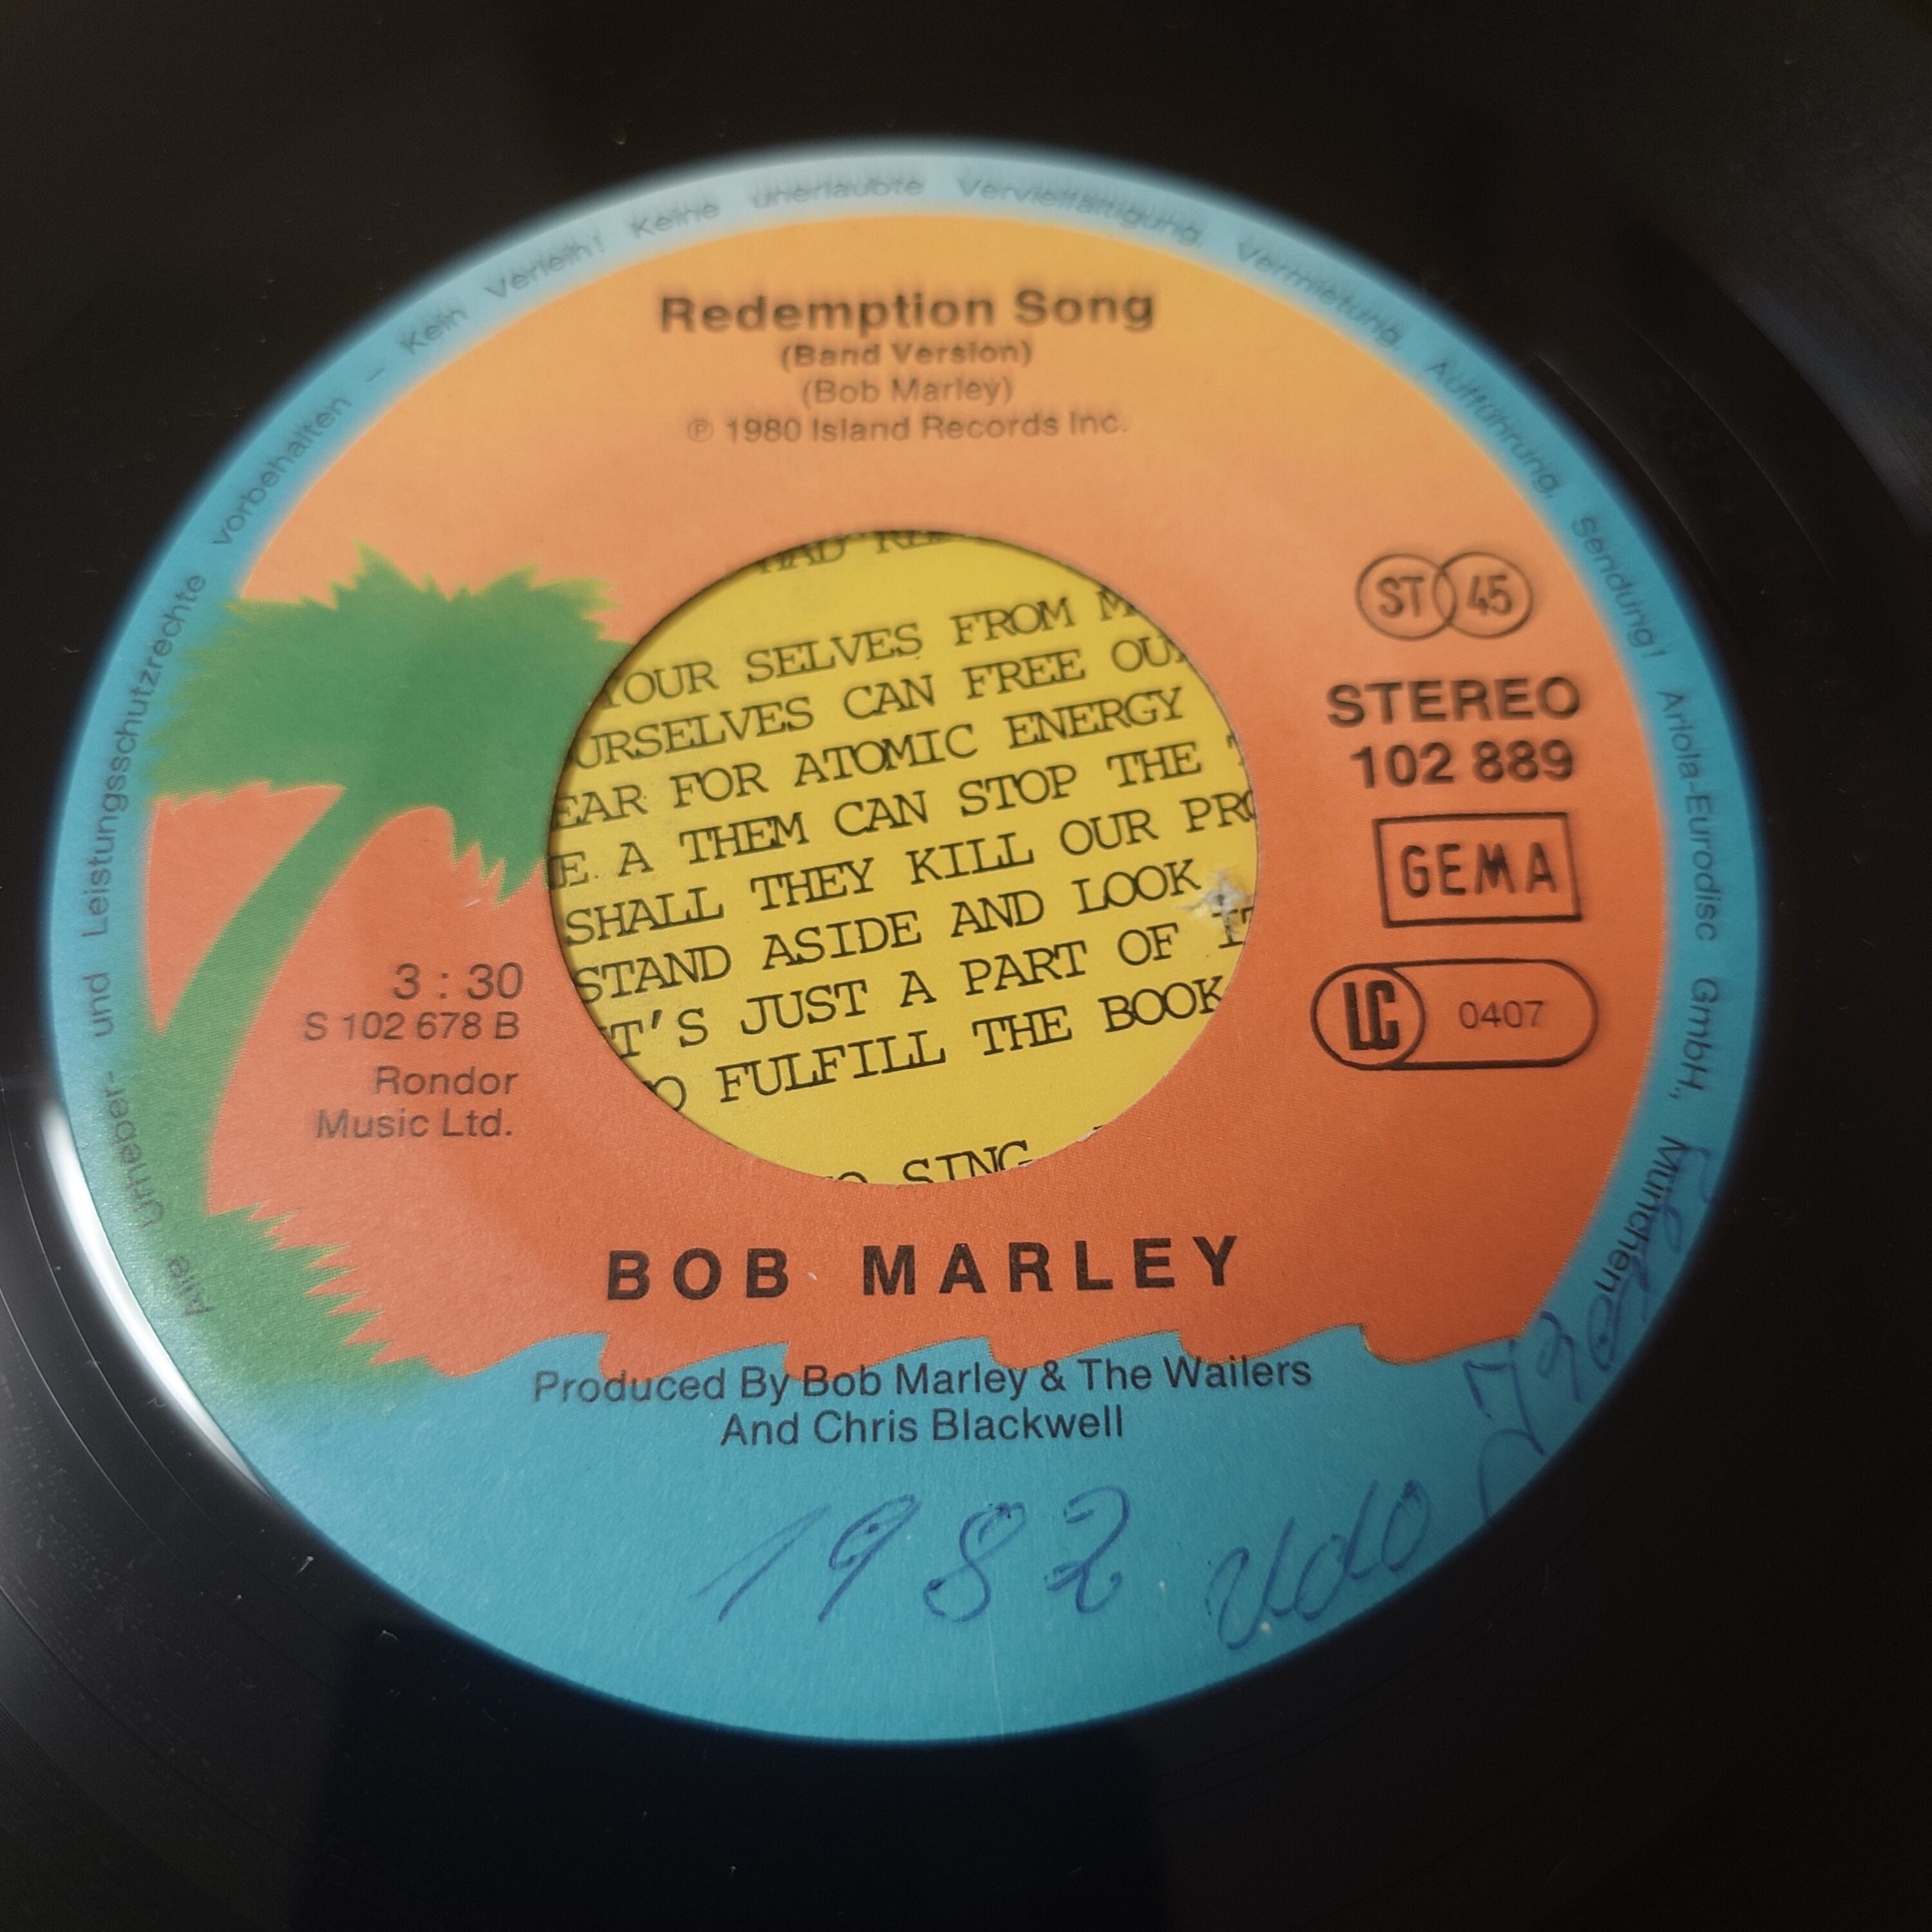 Alle Urheber- und Leistungsschutzrechte vorbehalten – Kein Verleih! Keine unerlaubte Vervielfältigung, Vermietung, Aufführung, Sendung! Ariola-Eurodisc GmbH, München
Redemption Song
(Band Version)
(Bob Marley)
℗ 1980 Island Records Inc.
HAD
YOUR SELVES FROM
URSELVES CAN FREE OU
EAR FOR ATOMIC ENERGY
E A THEM CAN STOP THE
SHALL THEY KILL OUR PRO
STAND ASIDE AND LOOK
T'S JUST A PART OF IT
O FULFILL THE BOOK
O SING
ST 45
STEREO
102 889
GEMA
LC 0407
3 : 30
S 102 678 B
Rondor
Music Ltd.
BOB MARLEY
Produced By Bob Marley & The Wailers
And Chris Blackwell
1982 Udo